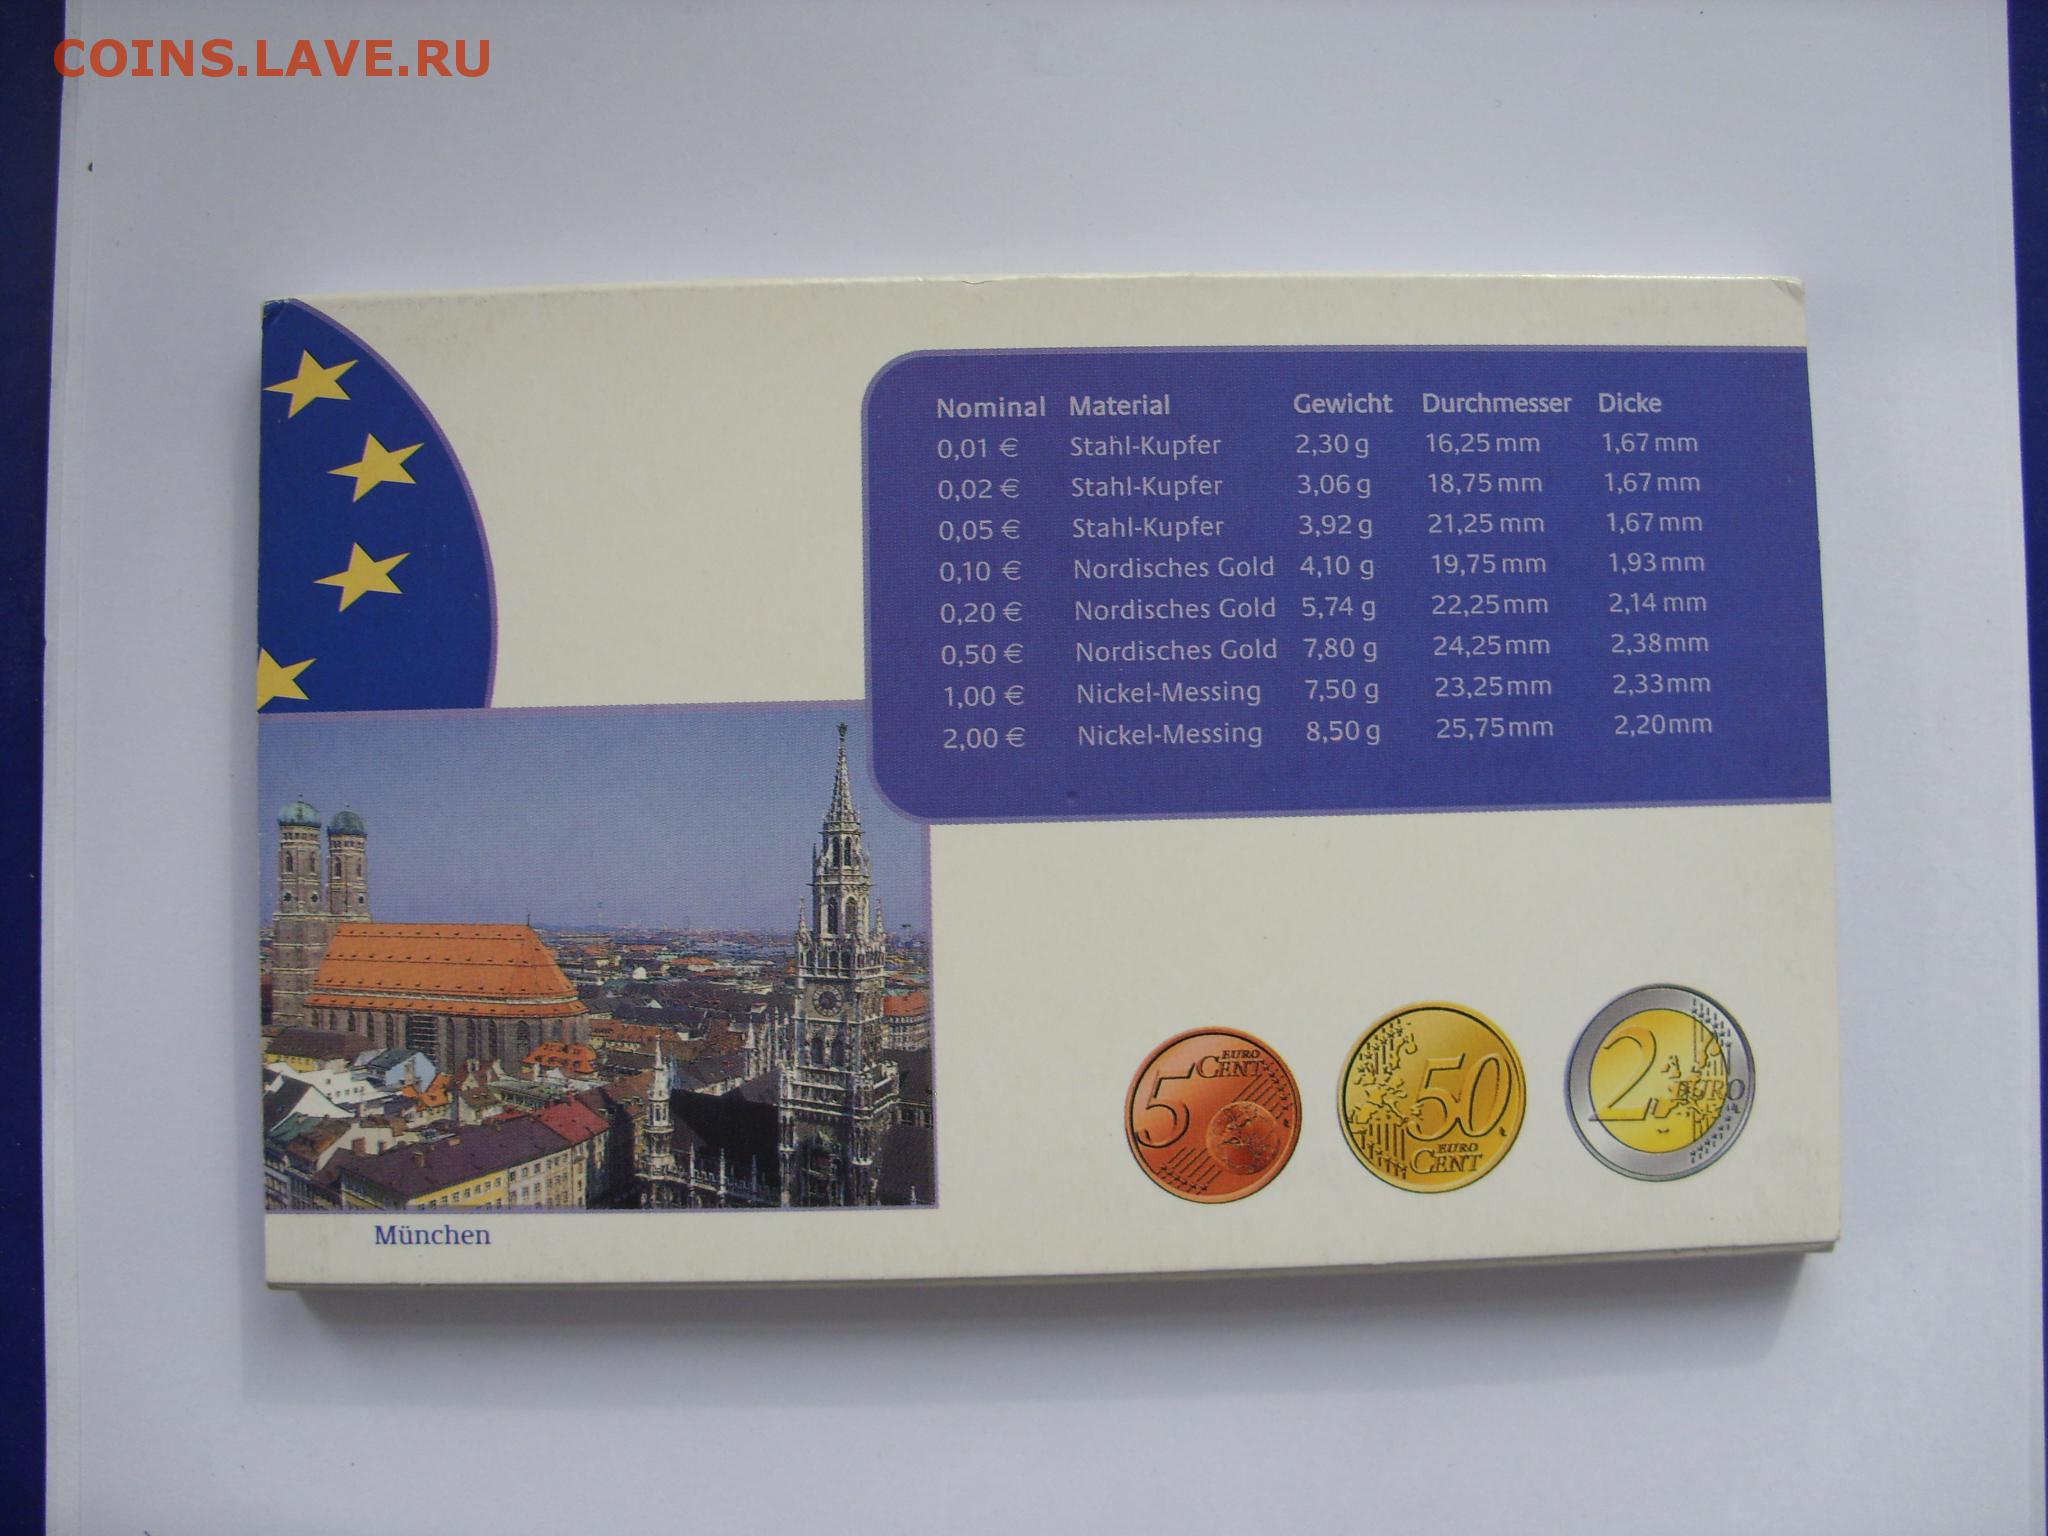 COINS.LAVE.RU
Nominal Material Gewicht Durchmesser Dicke
0,01 € Stahl-Kupfer 2,30 g 16,25 mm 1,67 mm
0,02 € Stahl-Kupfer 3,06 g 18,75 mm 1,67 mm
0,05 € Stahl-Kupfer 3,92 g 21,25 mm 1,67 mm
0,10 € Nordisches Gold 4,10 g 19,75 mm 1,93 mm
0,20 € Nordisches Gold 5,74 g 22,25 mm 2,14 mm
0,50 € Nordisches Gold 7,80 g 24,25 mm 2,38 mm
1,00 € Nickel-Messing 7,50 g 23,25 mm 2,33 mm
2,00 € Nickel-Messing 8,50 g 25,75 mm 2,20 mm
5 EURO CENT
50 EURO CENT
2 EURO
München